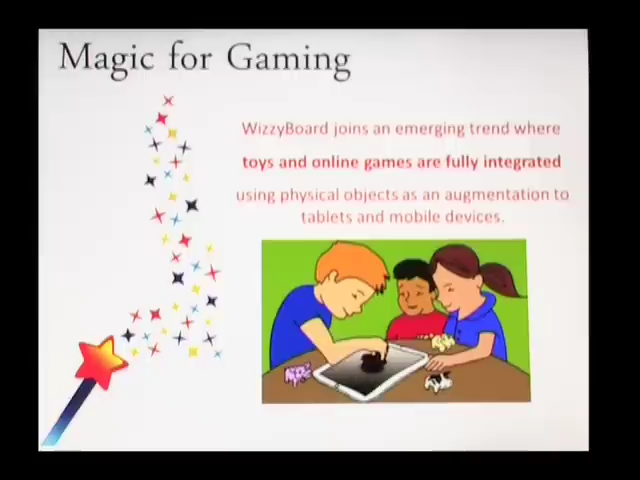 Magic for Gaming
WizzyBoard joins an emerging trend where
toys and online games are fully integrated
using physical objects as an augmentation to
tablets and mobile devices.